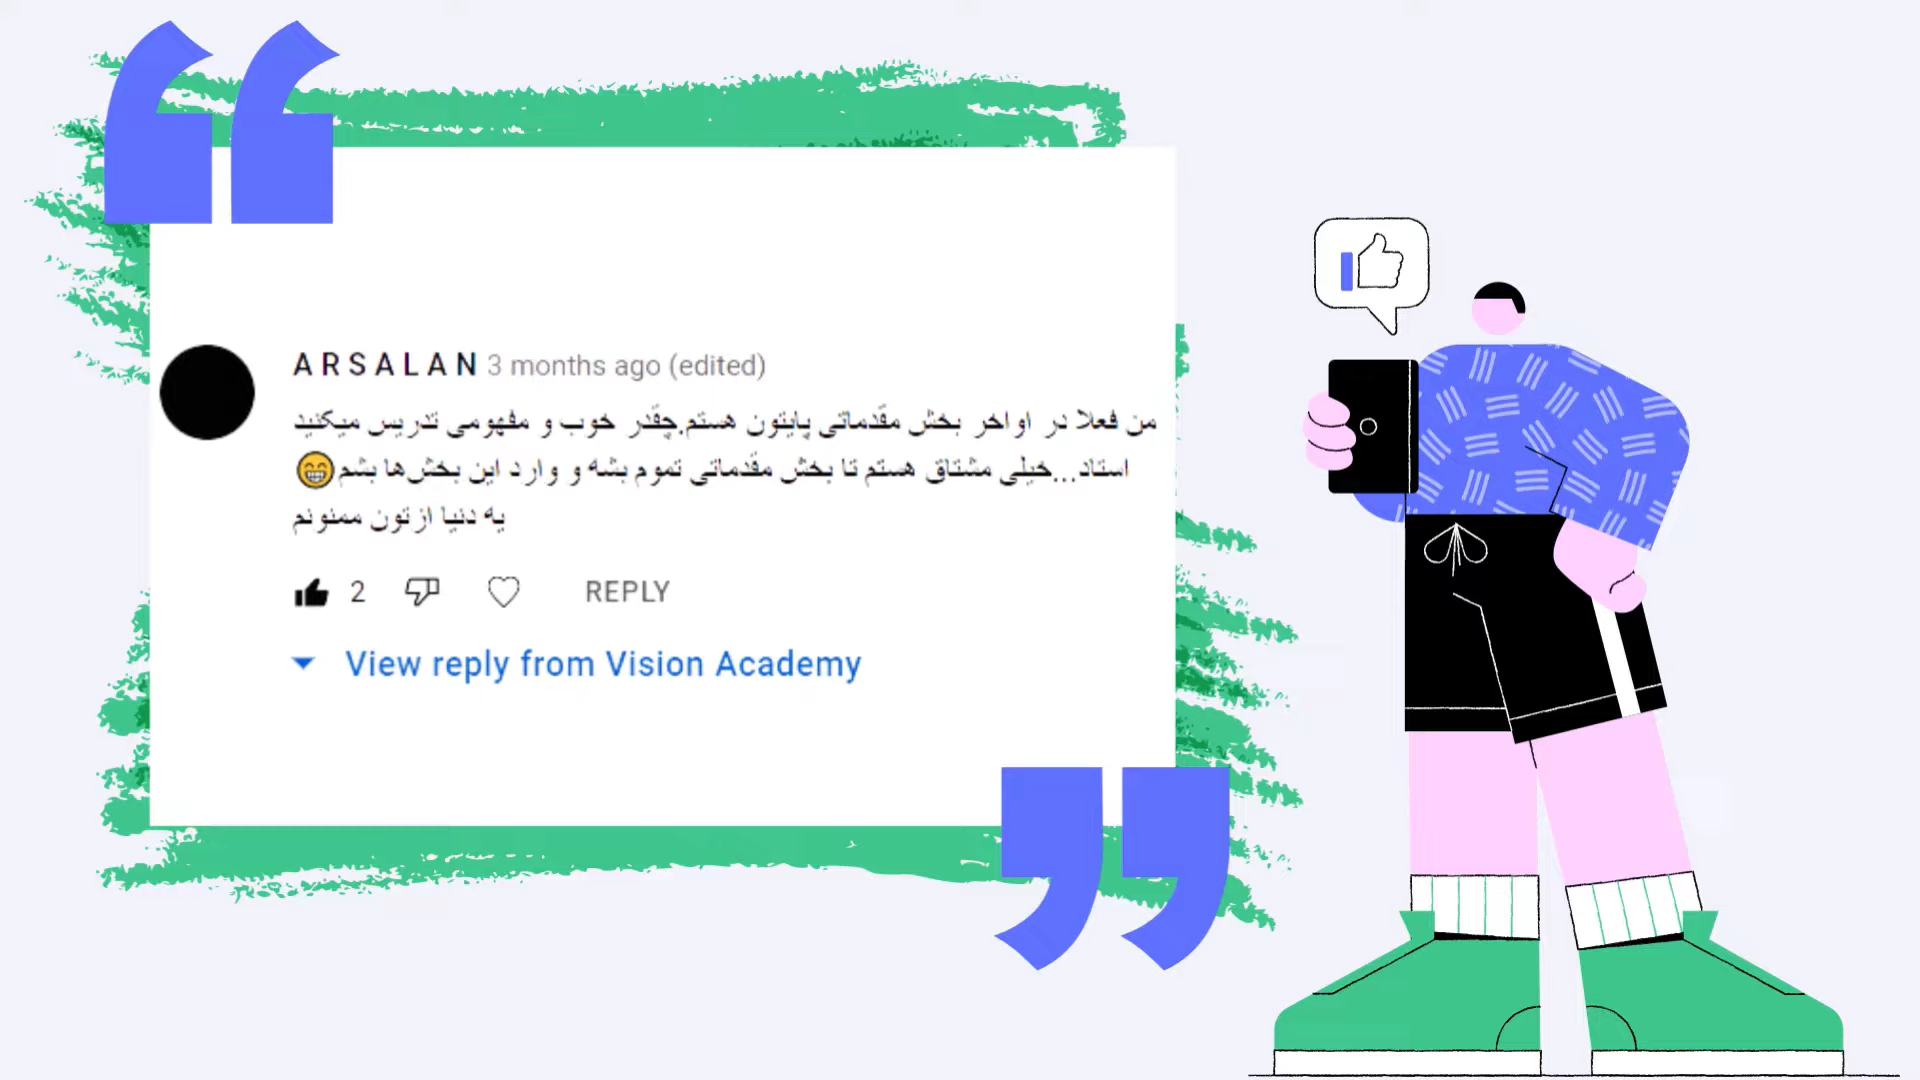 A R S A L A N 3 months ago (edited)
من فعلا در اواخر بخش مقدماتی پایتون هستم.چقدر خوب و مفهومی تدریس میکنید
استاد...خیلی مشتاق هستم تا بخش مقدماتی تموم بشه و وارد این بخش‌ها بشم😁
یه دنیا ازتون ممنونم
2 REPLY
View reply from Vision Academy